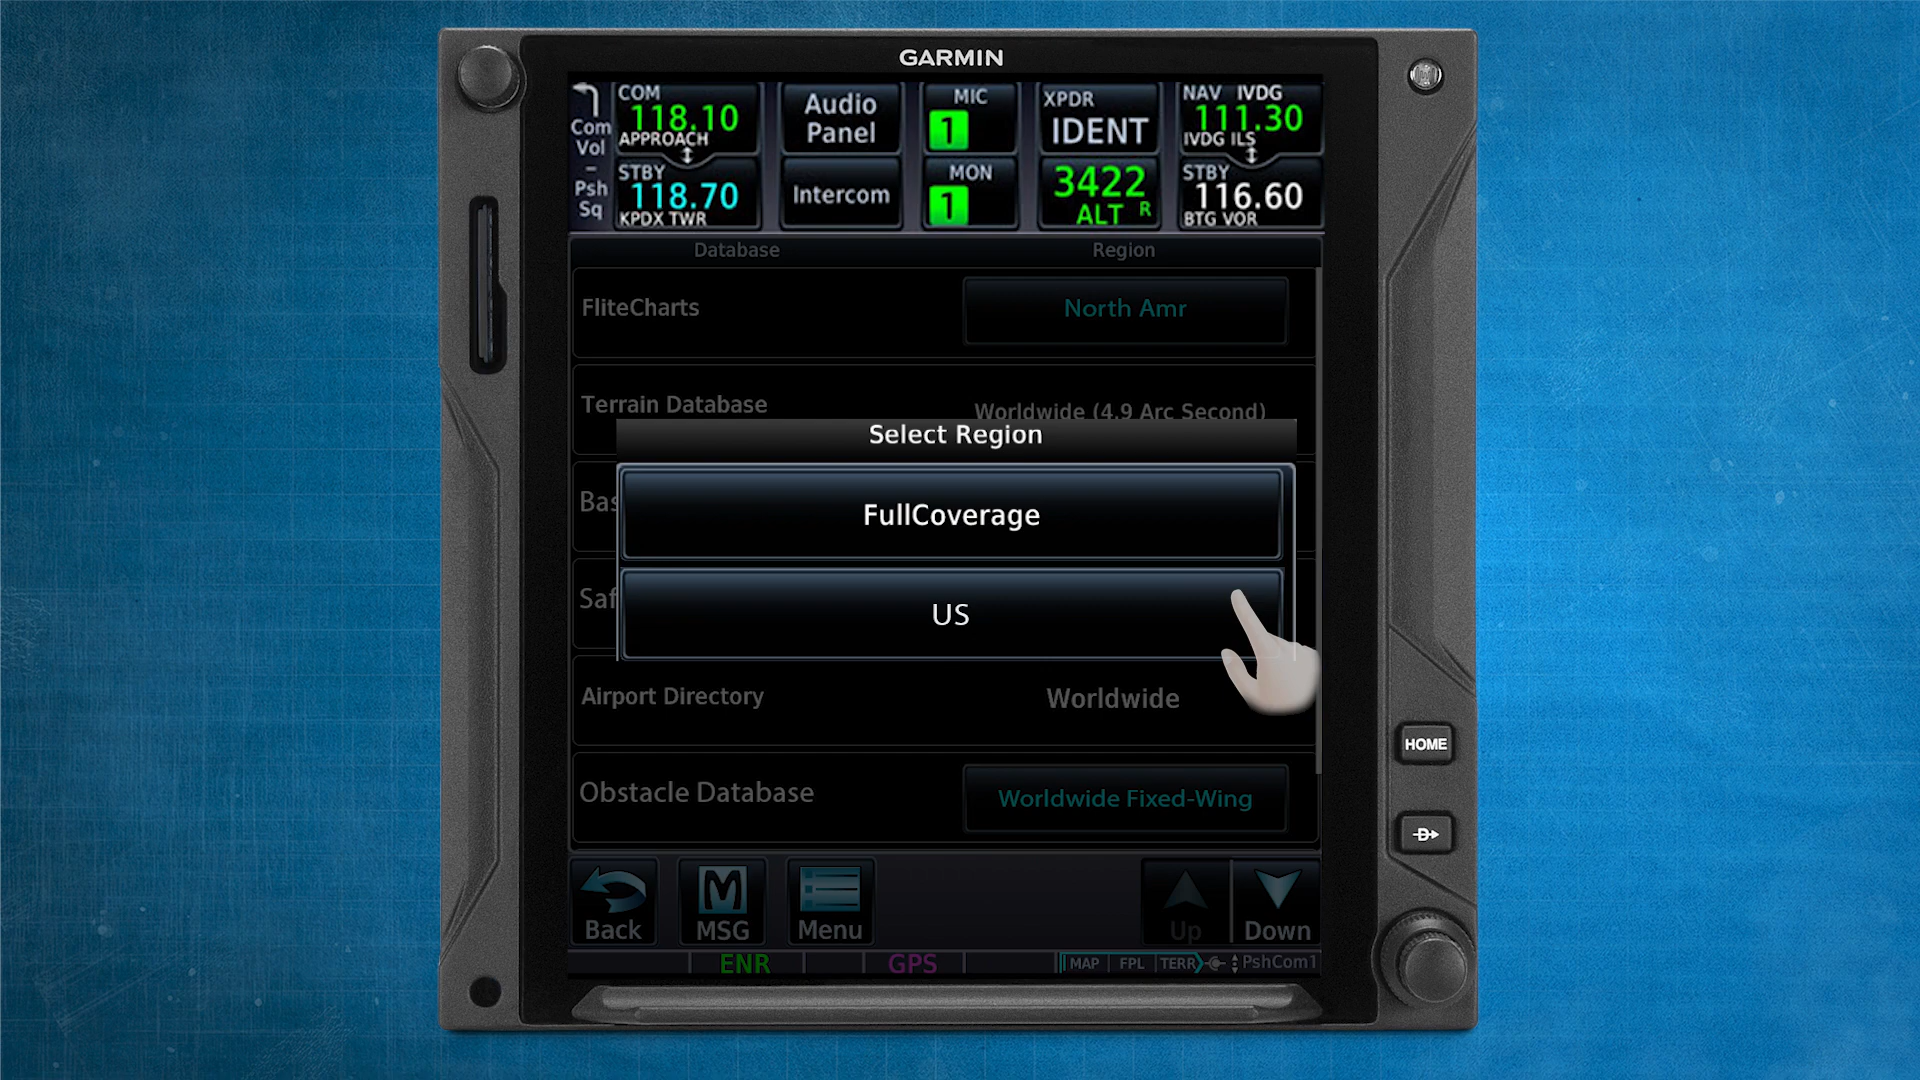 GARMIN
Com
Vol
-
Psh
Sq
COM
118.10
APPROACH
STBY
118.70
KPDX TWR
Audio
Panel
Intercom
MIC
1
MON
1
XPDR
IDENT
3422
ALT R
NAV IVDG
111.30
IVDG ILS
STBY
116.60
BTG VOR
Database Region
FliteCharts North Amr
Terrain Database Worldwide (4.9 Arc Second)
Select Region
Bas
FullCoverage
Saf
US
Airport Directory Worldwide
Obstacle Database Worldwide Fixed-Wing
Back MSG Menu Up Down
ENR GPS MAP FPL TERR PshCom1
HOME
D